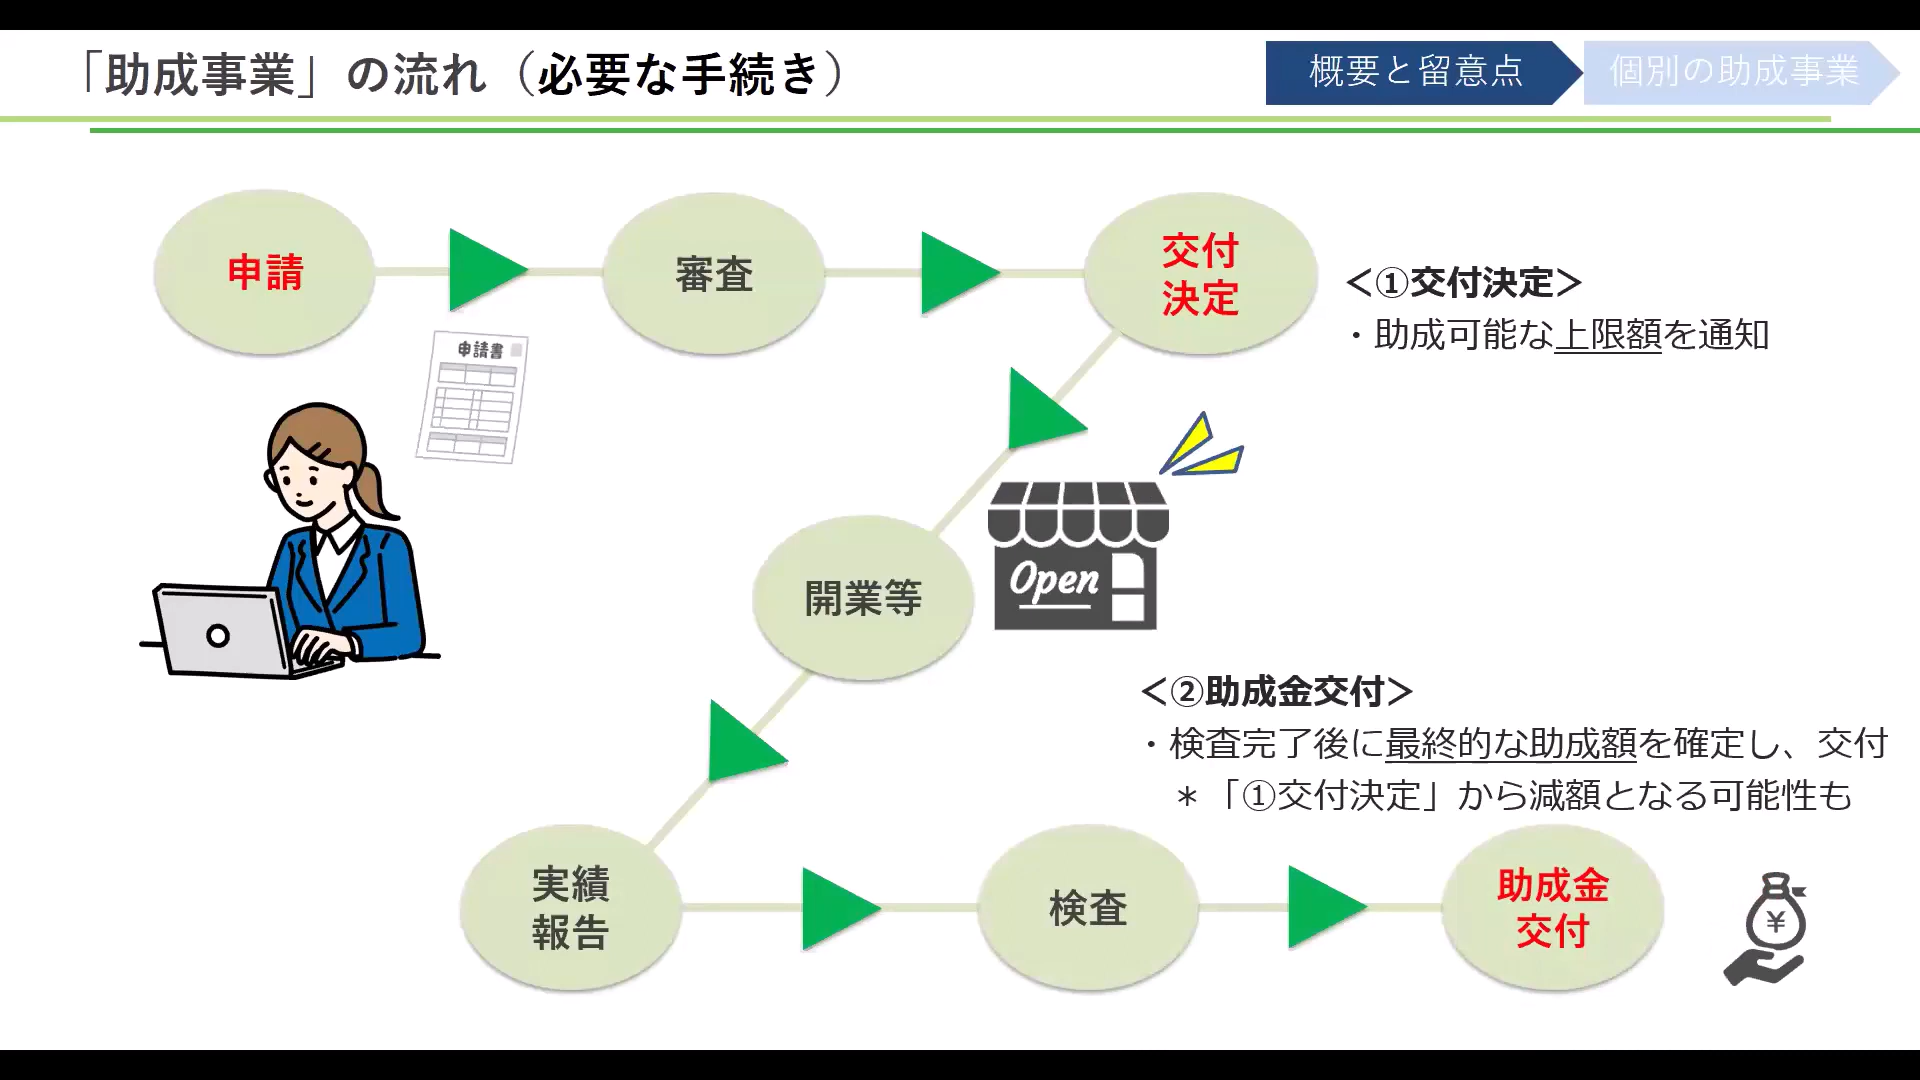 「助成事業」の流れ（必要な手続き）
概要と留意点
個別の助成事業
申請
審査
交付
決定
＜①交付決定＞
・助成可能な上限額を通知
申請書
開業等
Open
＜②助成金交付＞
・検査完了後に最終的な助成額を確定し、交付
＊「①交付決定」から減額となる可能性も
実績
報告
検査
助成金
交付
¥